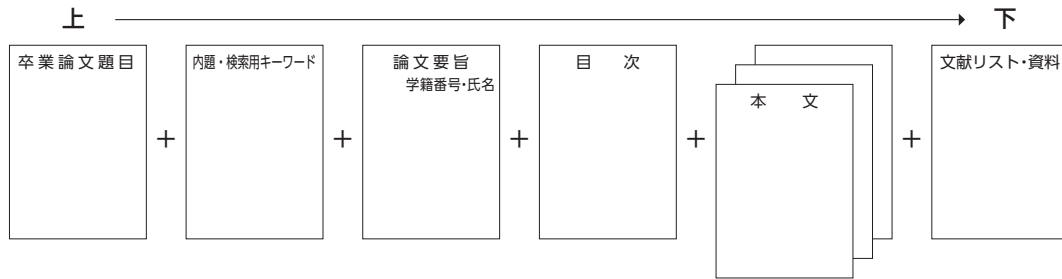 上 下
卒業論文題目
内題・検索用キーワード
論文要旨
学籍番号・氏名
目 次
本 文
文献リスト・資料
+ + + + +